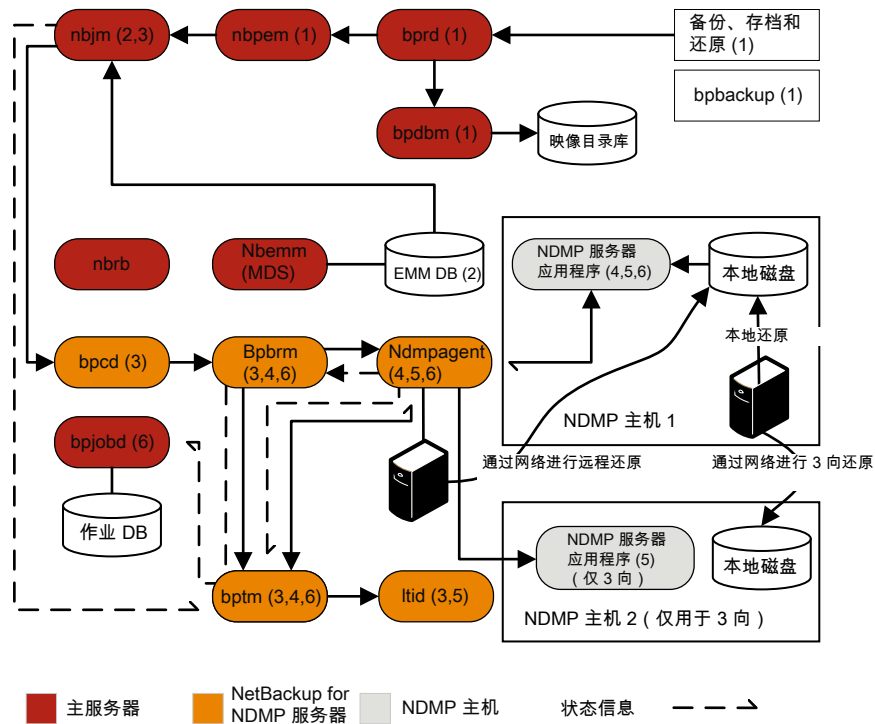 nbjm (2,3)
nbpem (1)
bprd (1)
备份、存档和
还原 (1)
bpbackup (1)
bpdbm (1)
映像目录库
nbrb
Nbemm
(MDS)
EMM DB (2)
NDMP 服务器
应用程序 (4,5,6)
本地磁盘
本地还原
bpcd (3)
Bpbrm
(3,4,6)
Ndmpagent
(4,5,6)
NDMP 主机 1
bpjobd (6)
通过网络进行远程还原
通过网络进行 3 向还原
作业 DB
NDMP 服务器
应用程序 (5)
（仅 3 向）
本地磁盘
bptm (3,4,6)
ltid (3,5)
NDMP 主机 2（仅用于 3 向）
主服务器
NetBackup for
NDMP 服务器
NDMP 主机
状态信息